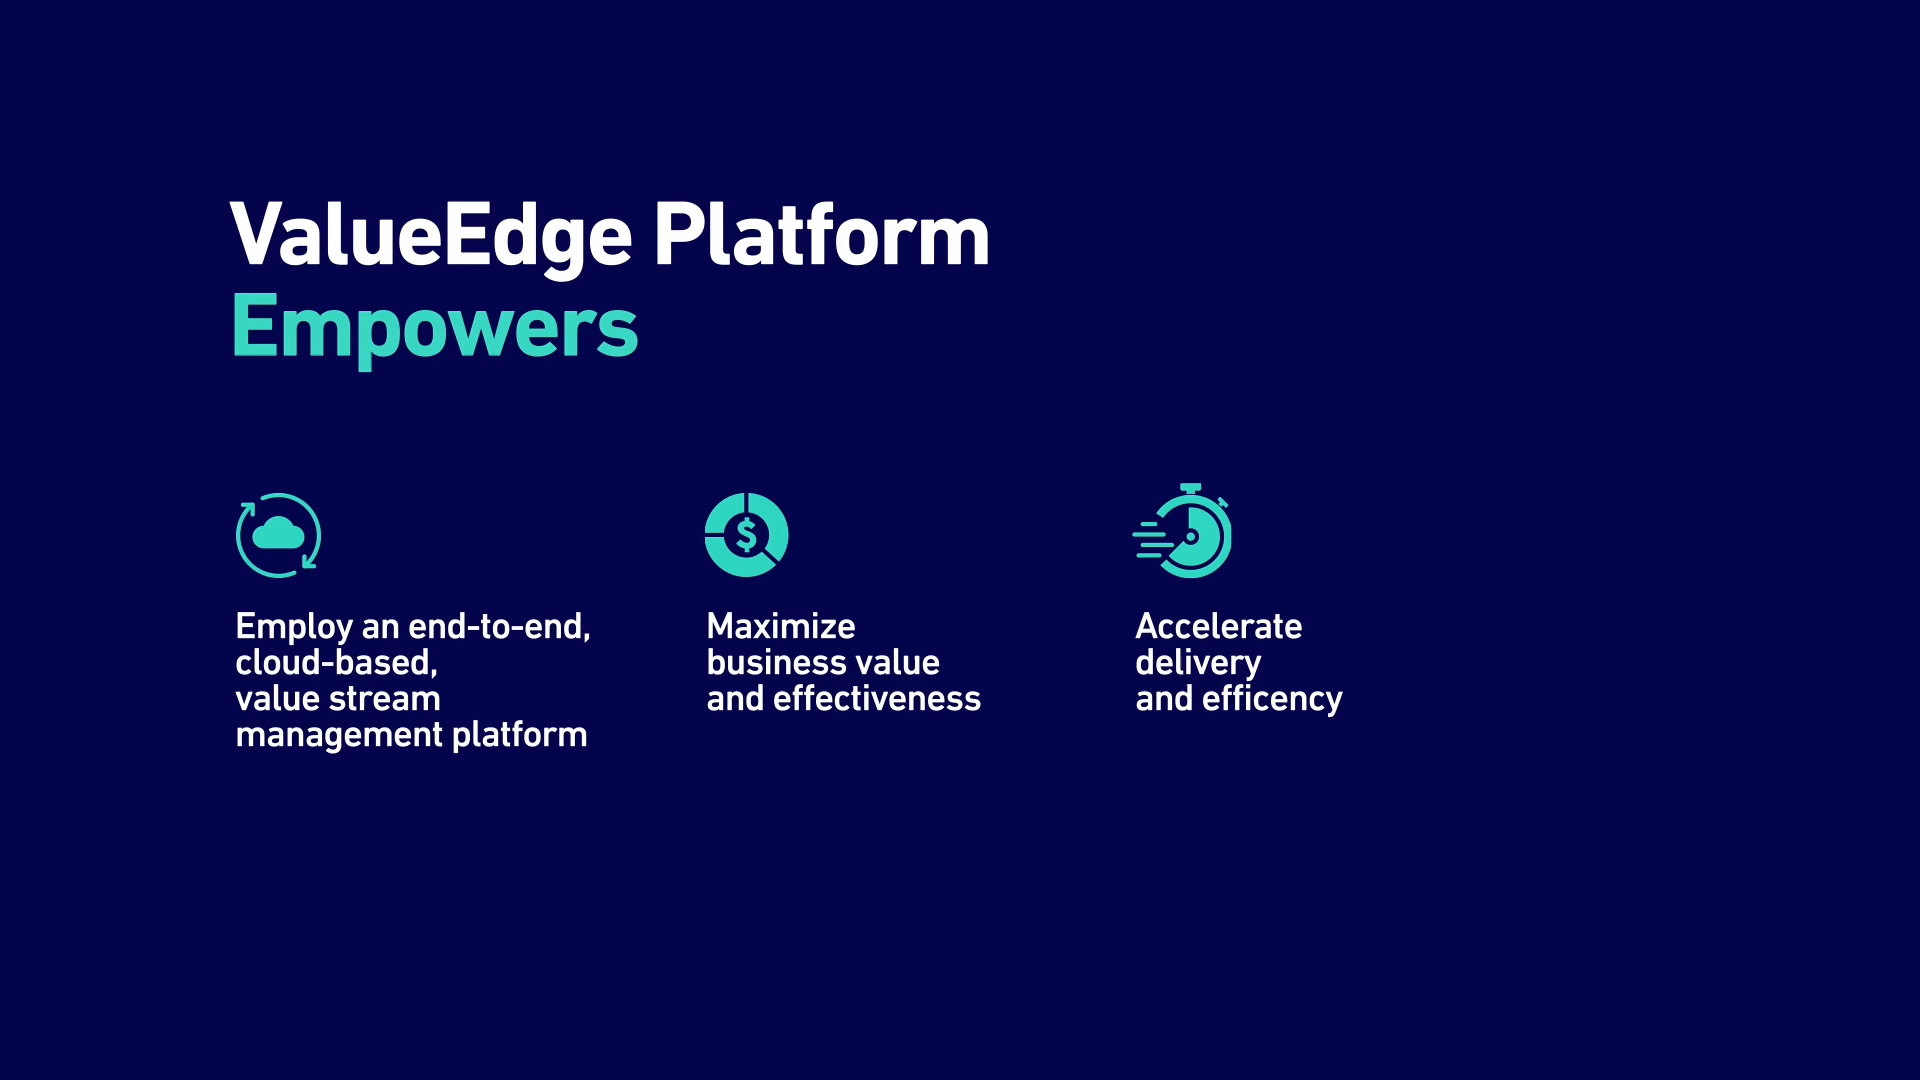 ValueEdge Platform
Empowers
Employ an end-to-end,
cloud-based,
value stream
management platform
$
Maximize
business value
and effectiveness
Accelerate
delivery
and efficency